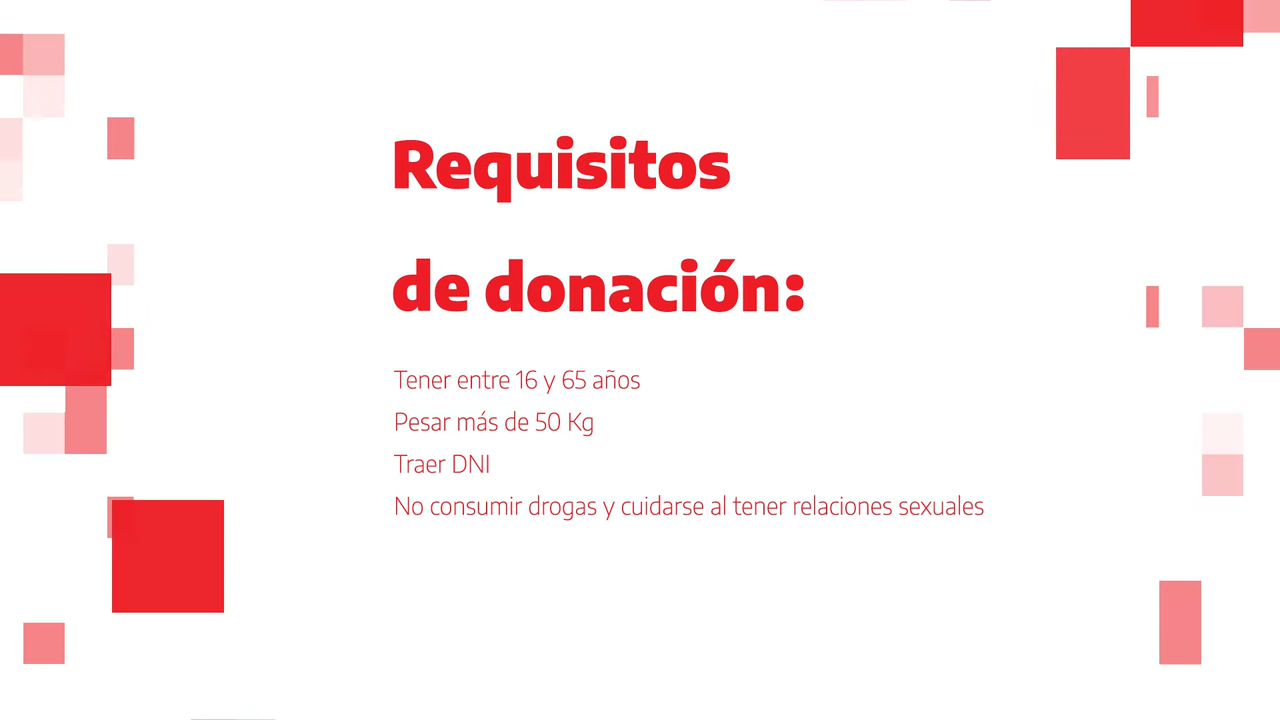 Requisitos
de donación:
Tener entre 16 y 65 años
Pesar más de 50 Kg
Traer DNI
No consumir drogas y cuidarse al tener relaciones sexuales